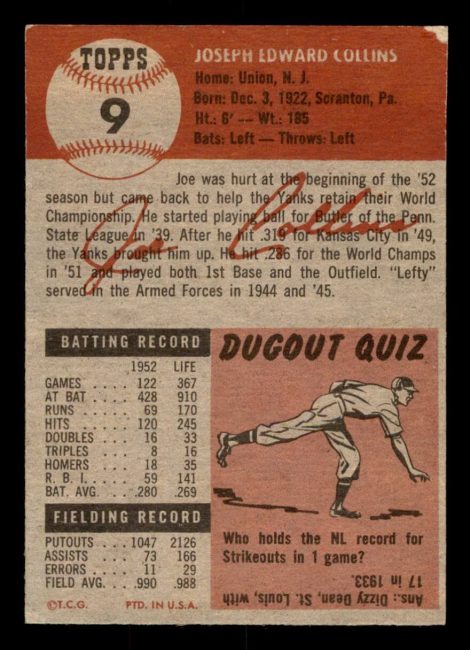 TOPPS
9
JOSEPH EDWARD COLLINS
Home: Union, N. J.
Born: Dec. 3, 1922, Scranton, Pa.
Ht.: 6' — Wt.: 185
Bats: Left — Throws: Left
Joe was hurt at the beginning of the '52
season but came back to help the Yanks retain their World
Championship. He started playing ball for Butler of the Penn.
State League in '39. After he hit .319 for Kansas City in '49,
the Yanks brought him up. He hit .286 for the World Champs
in '51 and played both 1st Base and the Outfield. "Lefty"
served in the Armed Forces in 1944 and '45.
Joe Collins
BATTING RECORD
1952 LIFE
GAMES .... 122 367
AT BAT .... 428 910
RUNS .... 69 170
HITS .... 120 245
DOUBLES ... 16 33
TRIPLES ... 8 16
HOMERS ... 18 35
R. B. I. .... 59 141
BAT. AVG. .. .280 .269
FIELDING RECORD
PUTOUTS .. 1047 2126
ASSISTS ... 73 166
ERRORS ... 11 29
FIELD AVG. .. .990 .988
©T.C.G. PTD. IN U.S.A.
DUGOUT QUIZ
Who holds the NL record for
Strikeouts in 1 game?
Ans.: Dizzy Dean, St. Louis, with
17 in 1933.